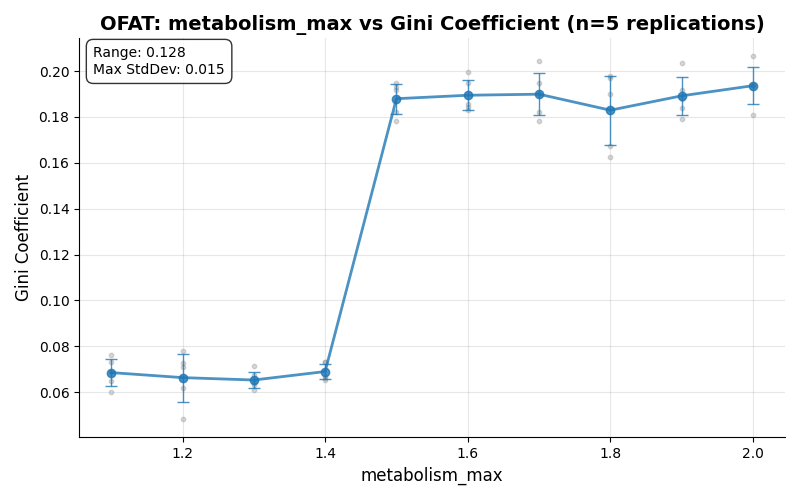 OFAT: metabolism_max vs Gini Coefficient (n=5 replications)
Range: 0.128
Max StdDev: 0.015
Gini Coefficient
0.20
0.18
0.16
0.14
0.12
0.10
0.08
0.06
1.2
1.4
1.6
1.8
2.0
metabolism_max